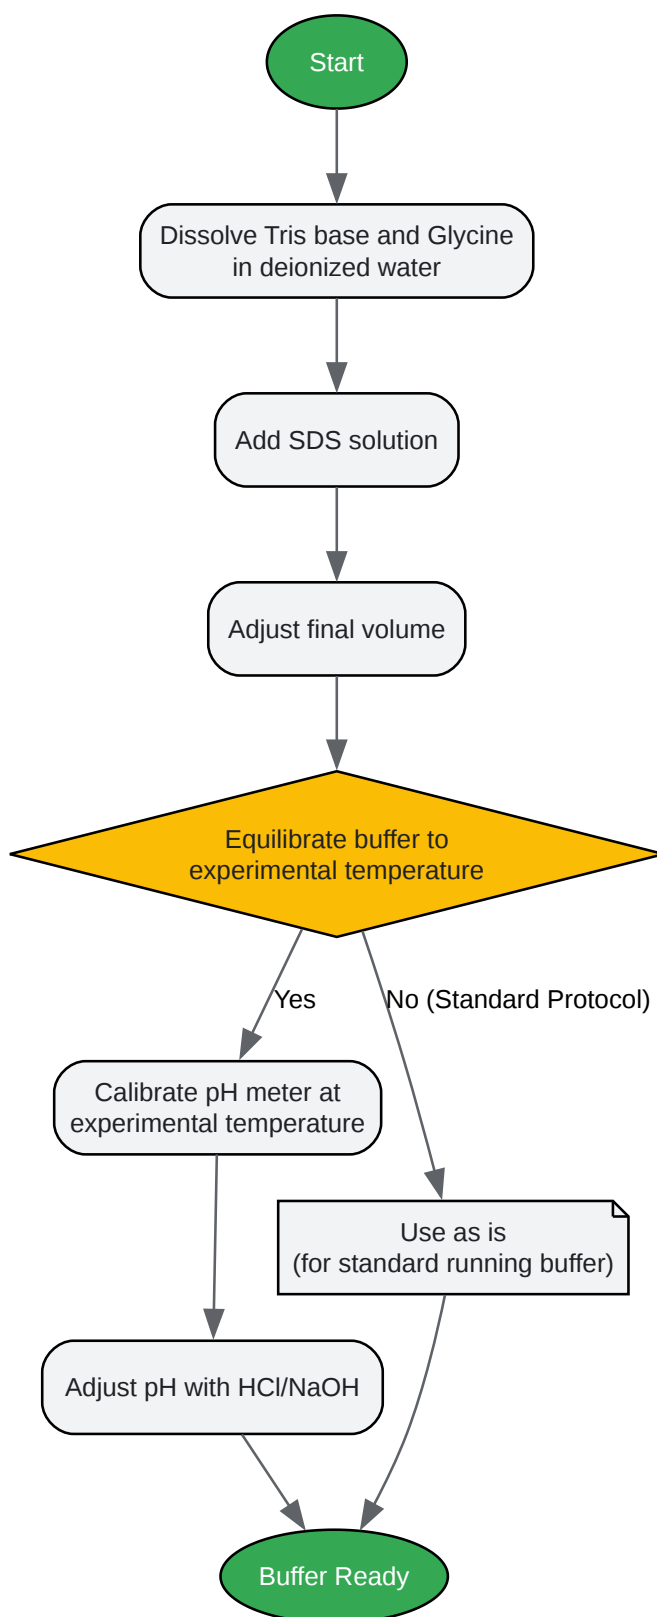 Start
Dissolve Tris base and Glycine
in deionized water
Add SDS solution
Adjust final volume
Equilibrate buffer to
experimental temperature
Yes
No (Standard Protocol)
Calibrate pH meter at
experimental temperature
Use as is
(for standard running buffer)
Adjust pH with HCl/NaOH
Buffer Ready